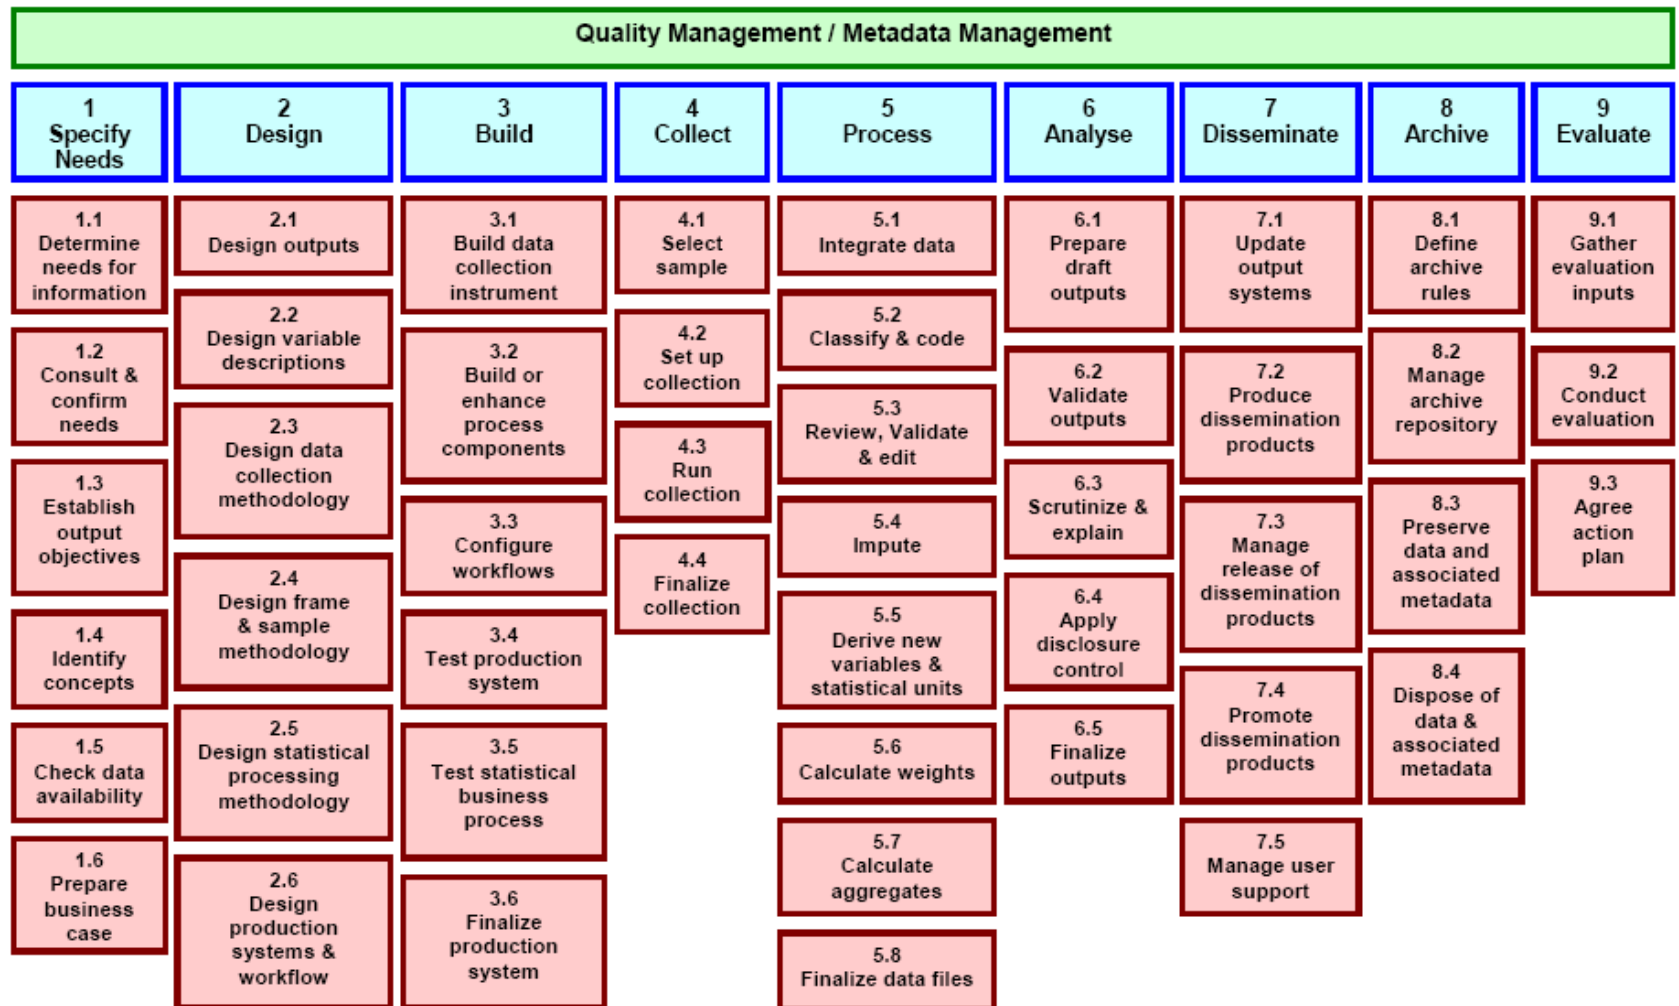 Quality Management / Metadata Management
1
Specify
Needs
2
Design
3
Build
4
Collect
5
Process
6
Analyse
7
Disseminate
8
Archive
9
Evaluate
1.1
Determine
needs for
information
1.2
Consult &
confirm
needs
1.3
Establish
output
objectives
1.4
Identify
concepts
1.5
Check data
availability
1.6
Prepare
business
case
2.1
Design outputs
2.2
Design variable
descriptions
2.3
Design data
collection
methodology
2.4
Design frame
& sample
methodology
2.5
Design statistical
processing
methodology
2.6
Design
production
systems &
workflow
3.1
Build data
collection
instrument
3.2
Build or
enhance
process
components
3.3
Configure
workflows
3.4
Test production
system
3.5
Test statistical
business
process
3.6
Finalize
production
system
4.1
Select
sample
4.2
Set up
collection
4.3
Run
collection
4.4
Finalize
collection
5.1
Integrate data
5.2
Classify & code
5.3
Review, Validate
& edit
5.4
Impute
5.5
Derive new
variables &
statistical units
5.6
Calculate weights
5.7
Calculate
aggregates
5.8
Finalize data files
6.1
Prepare
draft
outputs
6.2
Validate
outputs
6.3
Scrutinize &
explain
6.4
Apply
disclosure
control
6.5
Finalize
outputs
7.1
Update
output
systems
7.2
Produce
dissemination
products
7.3
Manage
release of
dissemination
products
7.4
Promote
dissemination
products
7.5
Manage user
support
8.1
Define
archive
rules
8.2
Manage
archive
repository
8.3
Preserve
data and
associated
metadata
8.4
Dispose of
data &
associated
metadata
9.1
Gather
evaluation
inputs
9.2
Conduct
evaluation
9.3
Agree
action
plan